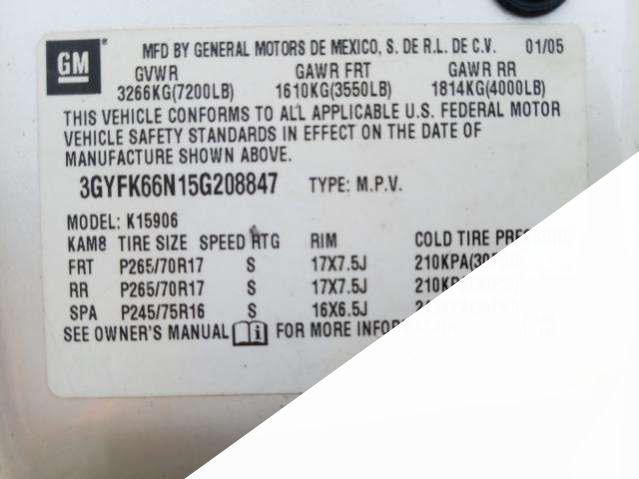 GM
MFD BY GENERAL MOTORS DE MEXICO, S. DE R.L. DE C.V. 01/05
GVWR GAWR FRT GAWR RR
3266KG(7200LB) 1610KG(3550LB) 1814KG(4000LB)
THIS VEHICLE CONFORMS TO ALL APPLICABLE U.S. FEDERAL MOTOR
VEHICLE SAFETY STANDARDS IN EFFECT ON THE DATE OF
MANUFACTURE SHOWN ABOVE.
3GYFK66N15G208847 TYPE: M.P.V.
MODEL: K15906
KAM8 TIRE SIZE SPEED RTG RIM COLD TIRE
FRT P265/70R17 S 17X7.5J 210KPA
RR P265/70R17 S 17X7.5J
SPA P245/75R16 S 16X6.5J
SEE OWNER'S MANUAL i FOR MORE